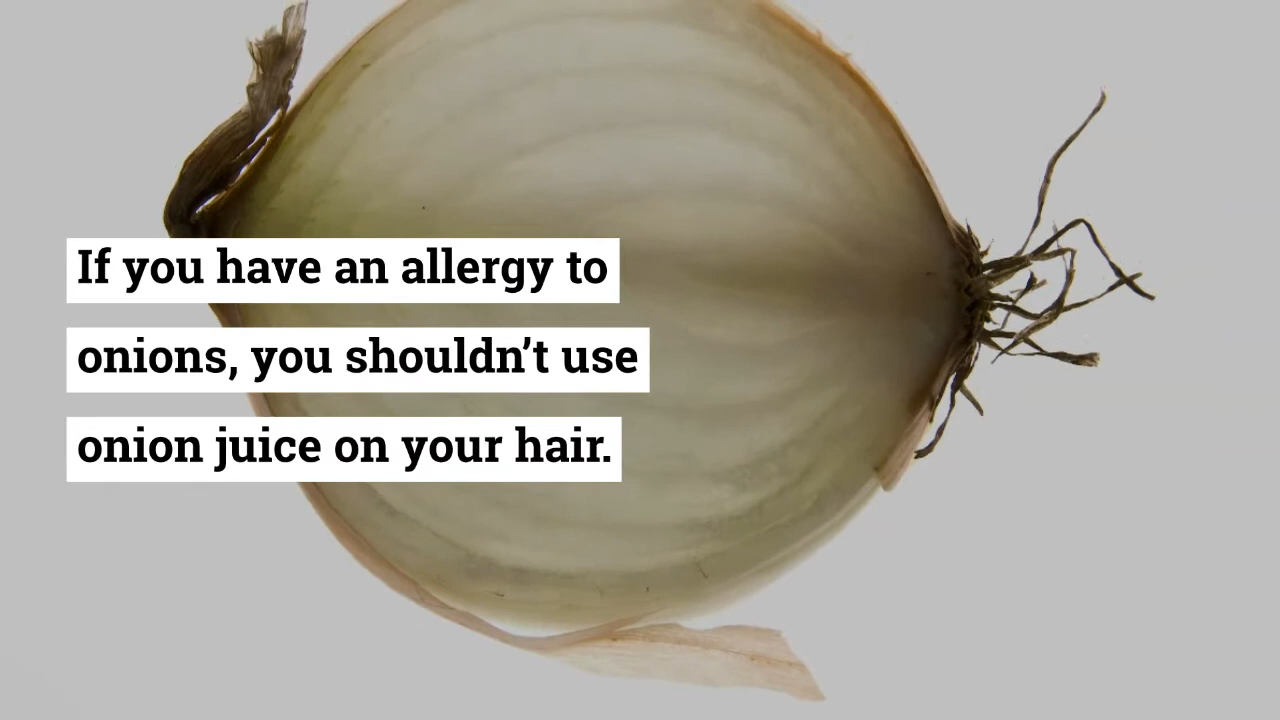 If you have an allergy to
onions, you shouldn’t use
onion juice on your hair.